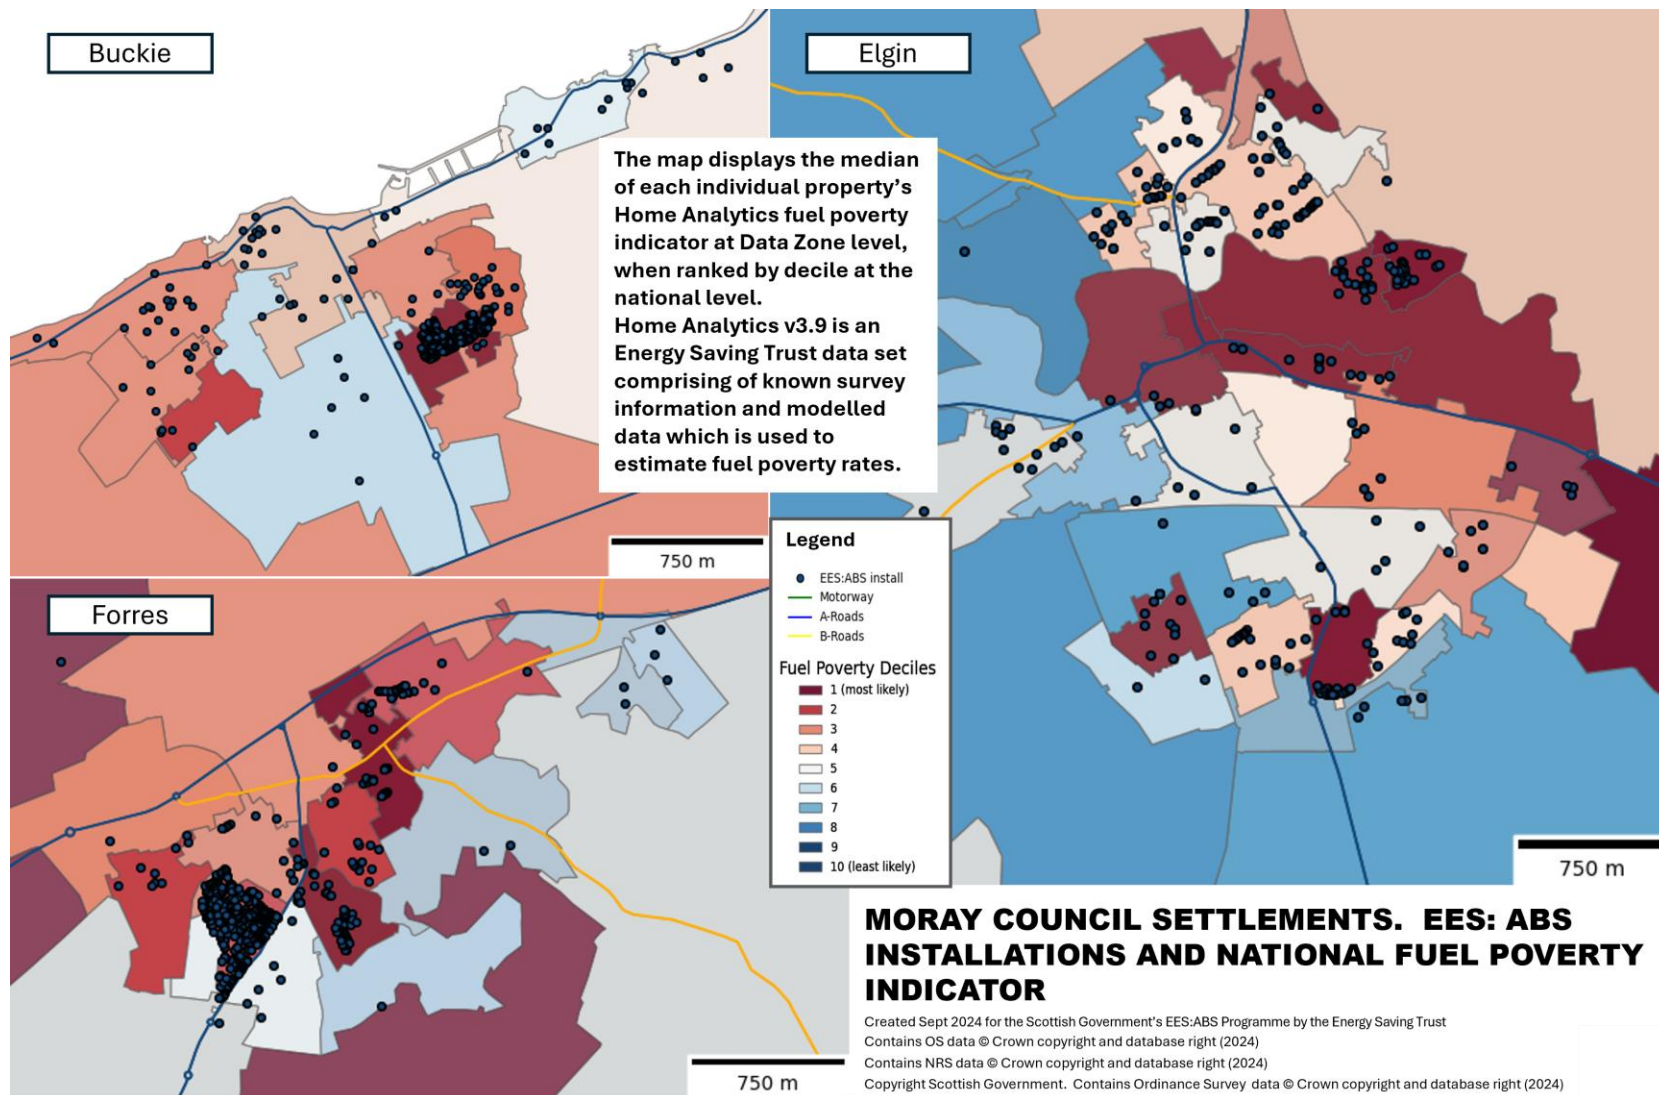 Buckie
Elgin
The map displays the median
of each individual property's
Home Analytics fuel poverty
indicator at Data Zone level,
when ranked by decile at the
national level.
Home Analytics v3.9 is an
Energy Saving Trust data set
comprising of known survey
information and modelled
data which is used to
estimate fuel poverty rates.
750 m
Forres
Legend
EES:ABS install
Motorway
A-Roads
B-Roads
Fuel Poverty Deciles
1 (most likely)
2
3
4
5
6
7
8
9
10 (least likely)
750 m
750 m
MORAY COUNCIL SETTLEMENTS. EES: ABS
INSTALLATIONS AND NATIONAL FUEL POVERTY
INDICATOR
Created Sept 2024 for the Scottish Government's EES:ABS Programme by the Energy Saving Trust
Contains OS data © Crown copyright and database right (2024)
Contains NRS data © Crown copyright and database right (2024)
Copyright Scottish Government. Contains Ordinance Survey data © Crown copyright and database right (2024)